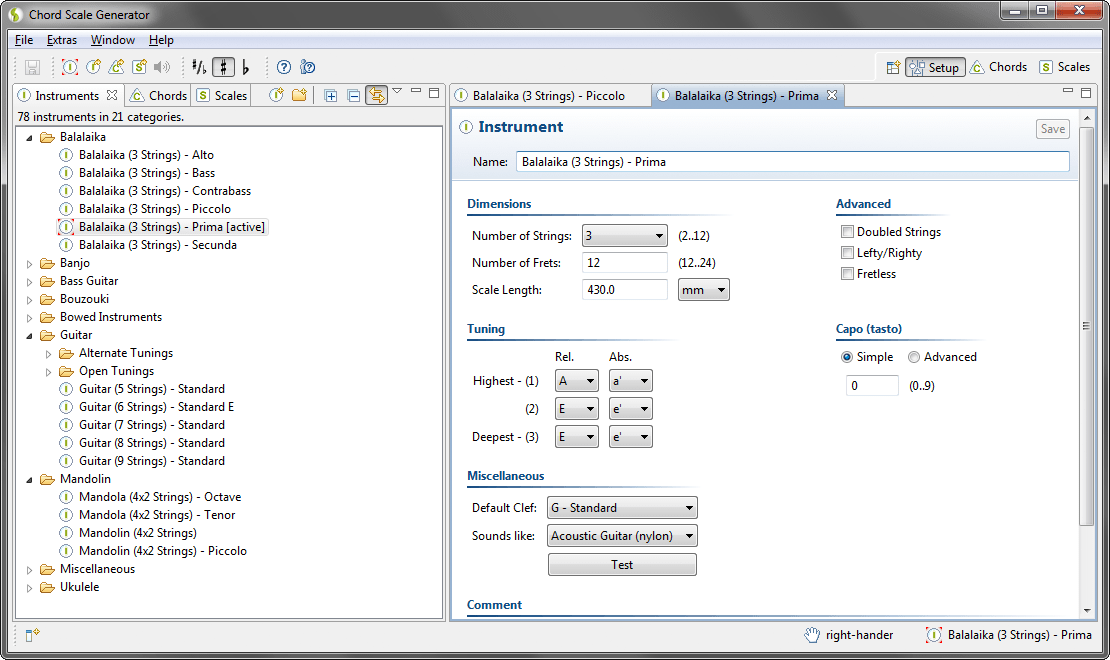 Chord Scale Generator
File Extras Window Help
Setup Chords Scales
Instruments Chords Scales
78 instruments in 21 categories.
Balalaika
Balalaika (3 Strings) - Alto
Balalaika (3 Strings) - Bass
Balalaika (3 Strings) - Contrabass
Balalaika (3 Strings) - Piccolo
Balalaika (3 Strings) - Prima [active]
Balalaika (3 Strings) - Secunda
Banjo
Bass Guitar
Bouzouki
Bowed Instruments
Guitar
Alternate Tunings
Open Tunings
Guitar (5 Strings) - Standard
Guitar (6 Strings) - Standard E
Guitar (7 Strings) - Standard
Guitar (8 Strings) - Standard
Guitar (9 Strings) - Standard
Mandolin
Mandola (4x2 Strings) - Octave
Mandola (4x2 Strings) - Tenor
Mandolin (4x2 Strings)
Mandolin (4x2 Strings) - Piccolo
Miscellaneous
Ukulele
Balalaika (3 Strings) - Piccolo Balalaika (3 Strings) - Prima
Instrument Save
Name: Balalaika (3 Strings) - Prima
Dimensions
Number of Strings: 3 (2..12)
Number of Frets: 12 (12..24)
Scale Length: 430.0 mm
Advanced
Doubled Strings
Lefty/Righty
Fretless
Tuning
Rel. Abs.
Highest - (1) A a'
(2) E e'
Deepest - (3) E e'
Capo (tasto)
Simple Advanced
0 (0..9)
Miscellaneous
Default Clef: G - Standard
Sounds like: Acoustic Guitar (nylon)
Test
Comment
right-hander Balalaika (3 Strings) - Prima